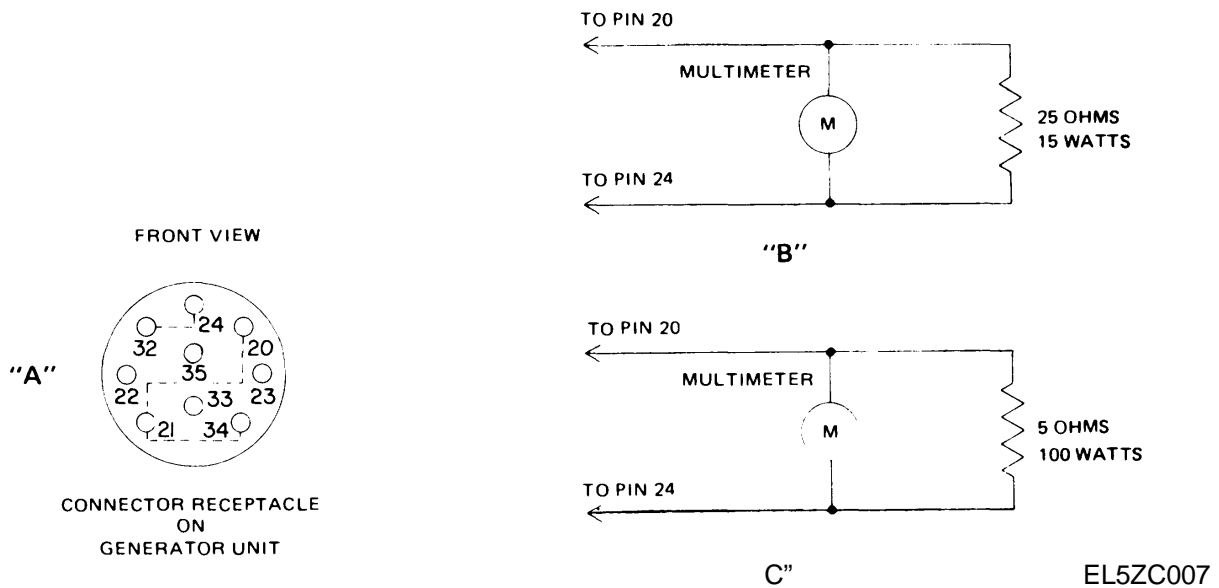 FRONT VIEW
24
32
20
35
"A"
22
33
23
21
34
CONNECTOR RECEPTACLE
ON
GENERATOR UNIT
TO PIN 20
MULTIMETER
M
25 OHMS
15 WATTS
TO PIN 24
"B"
TO PIN 20
MULTIMETER
M
5 OHMS
100 WATTS
TO PIN 24
C"
EL5ZC007